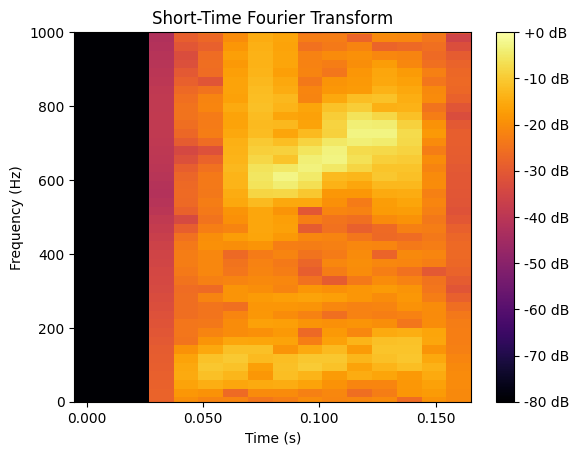 Short-Time Fourier Transform
1000
800
600
400
200
0
Frequency (Hz)
0.000
0.050
0.100
0.150
Time (s)
+0 dB
-10 dB
-20 dB
-30 dB
-40 dB
-50 dB
-60 dB
-70 dB
-80 dB